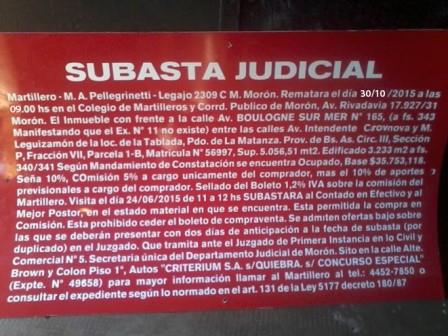 SUBASTA JUDICIAL
Martillero - M. A. Pellegrinetti - Legajo 2309 C M. Morón. Rematara el día 30/10/2015 a las
09.00 hs en el Colegio de Martilleros y Corrd. Publico de Morón, Av. Rivadavia 17.927/31
Morón. El Inmueble con frente a la calle Av. BOULOGNE SUR MER N° 165, (a fs. 343
Manifestando que el Ex. N° 11 no existe) entre las calles Av. Intendente Crovnova y M.
Leguizamón de la loc. de la Tablada, Pdo. de La Matanza. Prov. de Bs. As. Circ. III, Sección
P, Fracción VII, Parcela 1-B, Matricula N° 56997, Sup. 5.056,51 mt2. Edificado 3.233 m2 a fs.
340/341 Según Mandamiento de Constatación se encuentra Ocupado, Base $35.753,118.
Seña 10%, COmisión 5% a cargo unicamente del comprador, mas el 10% de aportes
previsionales a cargo del comprador. Sellado del Boleto 1,2% IVA sobre la comisión del
Martillero. Visita el día 24/06/2015 de 11 a 12 hs SUBASTARA al Contado en Efectivo y al
Mejor Postor, en el estado material en que se encuentra. Esta permitida la compra en
Comisión. Esta prohibido ceder el boleto de compraventa. Se admiten ofertas bajo sobre
las que se deberán presentar con dos días de anticipación a la fecha de subasta (por
duplicado) en el Juzgado. Que tramita ante el Juzgado de Primera Instancia en lo Civil y
Comercial N° 5. Secretaria única del Departamento Judicial de Morón. Sito en la calle Alte.
Brown y Colon Piso 1°, Autos "CRITERIUM S.A. s/QUIEBRA. s/ CONCURSO ESPECIAL"
(Expte. N° 49658) para mayor información llamar al Martillero al tel.: 4452-7850 o
consultar el expediente según lo normado en el art. 131 de la Ley 5177 decreto 180/87